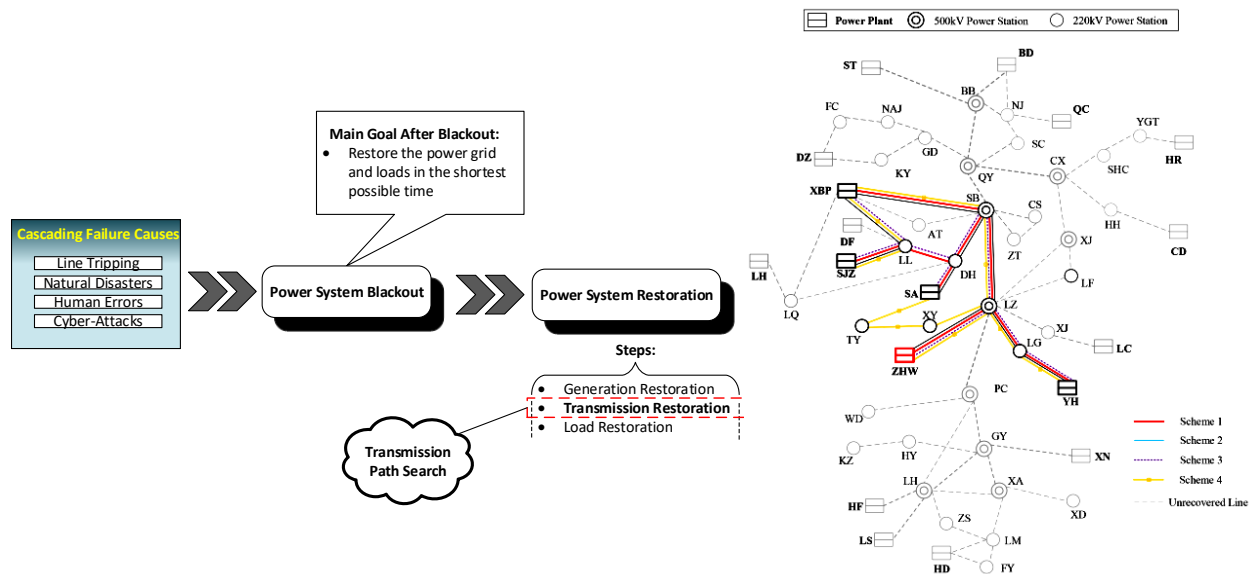 Cascading Failure Causes
Line Tripping
Natural Disasters
Human Errors
Cyber-Attacks
Main Goal After Blackout:
• Restore the power grid
and loads in the shortest
possible time
Power System Blackout
Power System Restoration
Steps:
• Generation Restoration
• Transmission Restoration
• Load Restoration
Transmission
Path Search
Power Plant
500kV Power Station
220kV Power Station
BD
ST
BB
FC
NAJ
NJ
QC
YGT
GD
SC
DZ
HR
KY
QY
CX
SHC
XBP
SB
CS
HH
AT
DF
ZT
XJ
CD
LL
LH
SJZ
DH
LF
SA
LQ
XY
LZ
TY
XJ
LG
LC
ZHW
YH
PC
WD
Scheme 1
GY
Scheme 2
KZ
HY
XN
Scheme 3
LH
XA
Scheme 4
HF
XD
Unrecovered Line
ZS
LS
LM
HD
FY